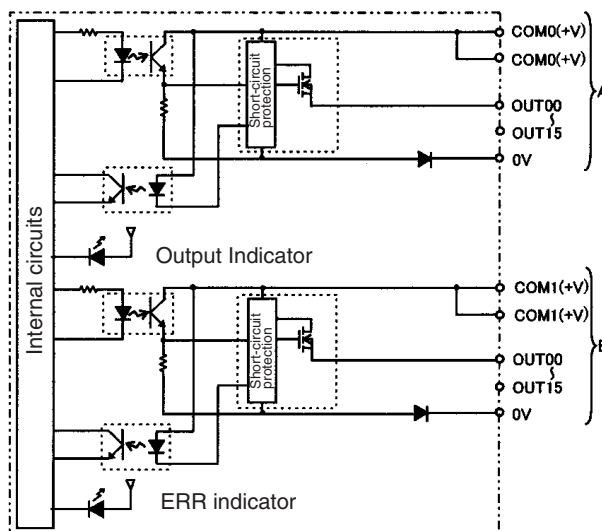 COM0(+V)
COM0(+V)
A
Short-circuit
protection
OUT00
~
OUT15
0V
Internal circuits
Output Indicator
COM1(+V)
COM1(+V)
B
Short-circuit
protection
OUT00
~
OUT15
0V
ERR indicator